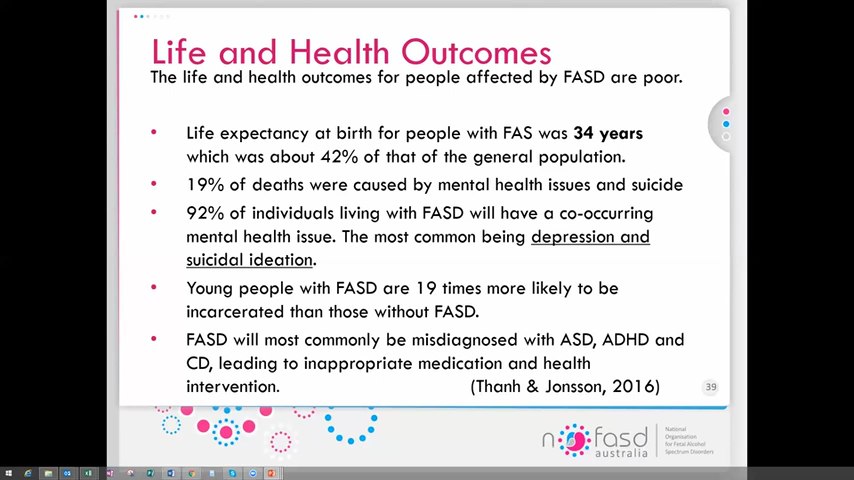 Life and Health Outcomes
The life and health outcomes for people affected by FASD are poor.
• Life expectancy at birth for people with FAS was 34 years
which was about 42% of that of the general population.
• 19% of deaths were caused by mental health issues and suicide
• 92% of individuals living with FASD will have a co-occurring
mental health issue. The most common being depression and
suicidal ideation.
• Young people with FASD are 19 times more likely to be
incarcerated than those without FASD.
• FASD will most commonly be misdiagnosed with ASD, ADHD and
CD, leading to inappropriate medication and health
intervention. (Thanh & Jonsson, 2016)
39
nofasd
australia
National
Organisation
for Fetal Alcohol
Spectrum Disorders